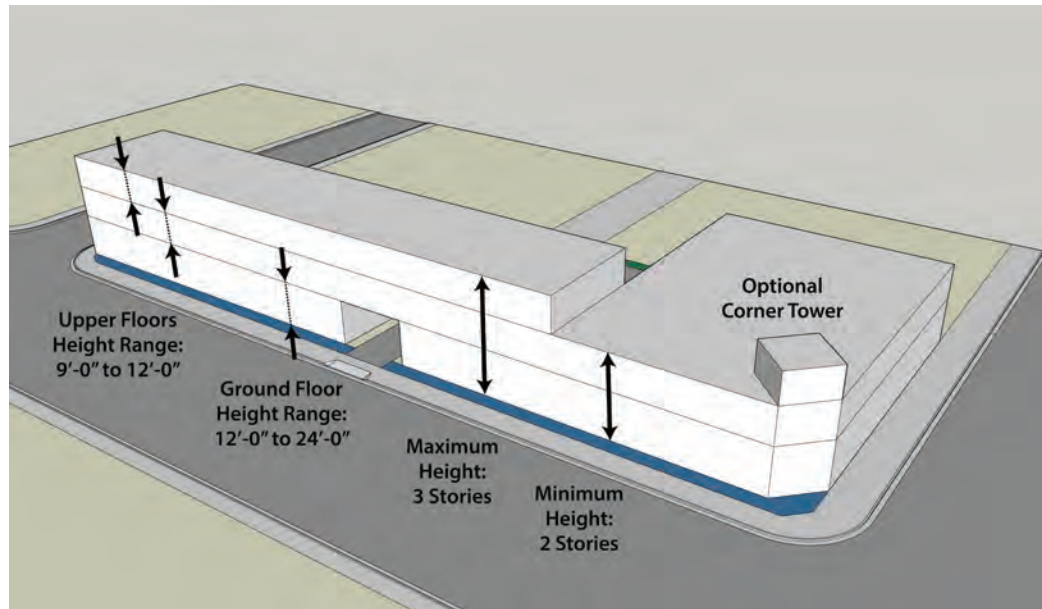 Optional
Corner Tower
Upper Floors
Height Range:
9’-0” to 12’-0”
Ground Floor
Height Range:
12’-0” to 24’-0”
Maximum
Height:
3 Stories
Minimum
Height:
2 Stories